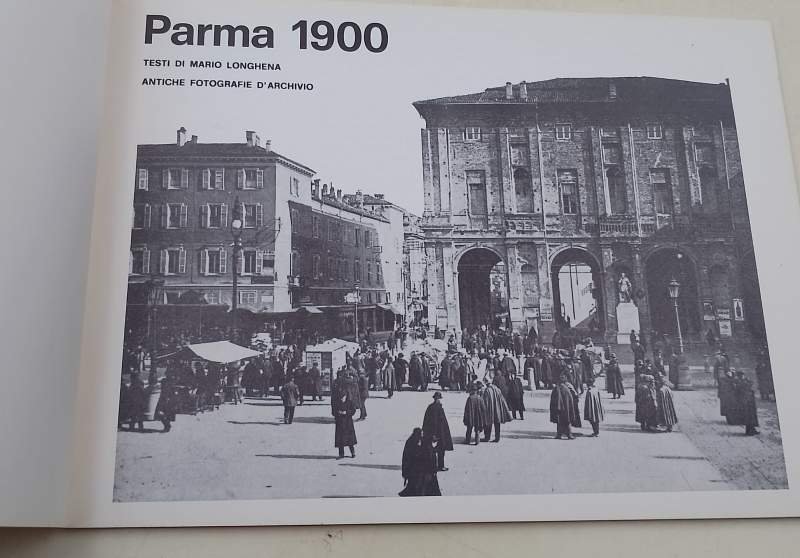 Parma 1900
TESTI DI MARIO LONGHENA
ANTICHE FOTOGRAFIE D'ARCHIVIO